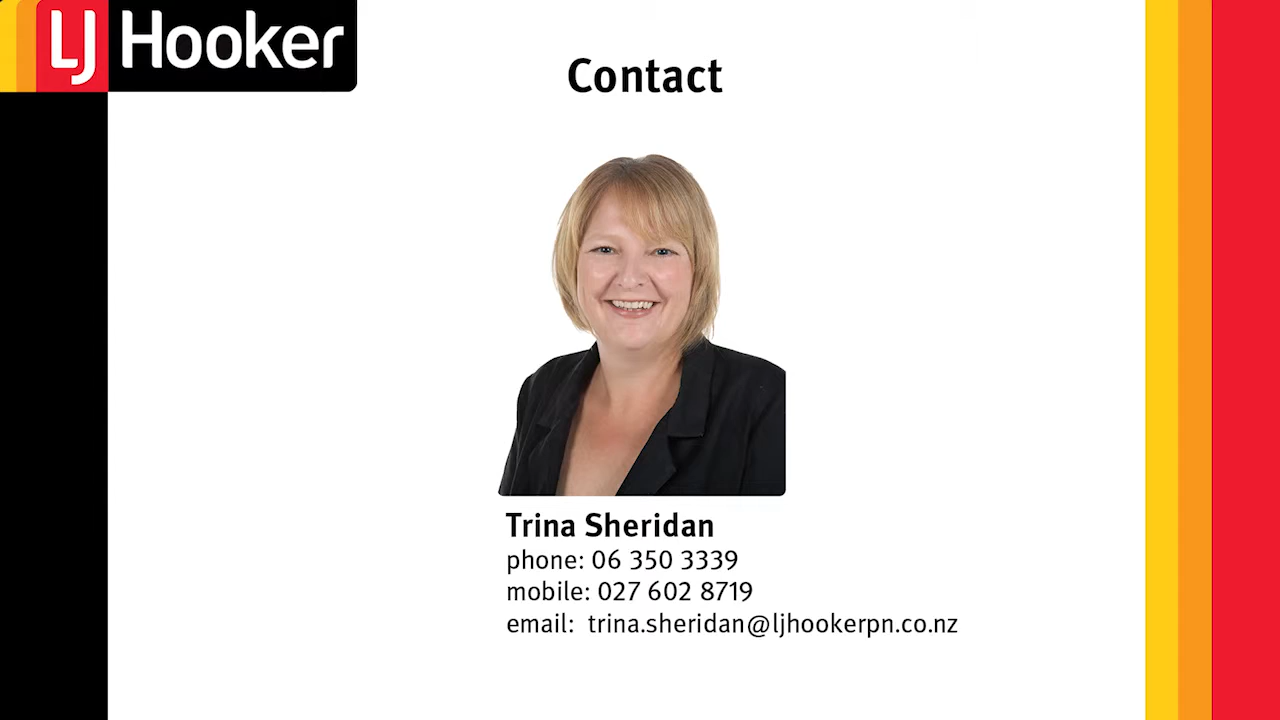 LJ Hooker
Contact
Trina Sheridan
phone: 06 350 3339
mobile: 027 602 8719
email: trina.sheridan@ljhookerpn.co.nz